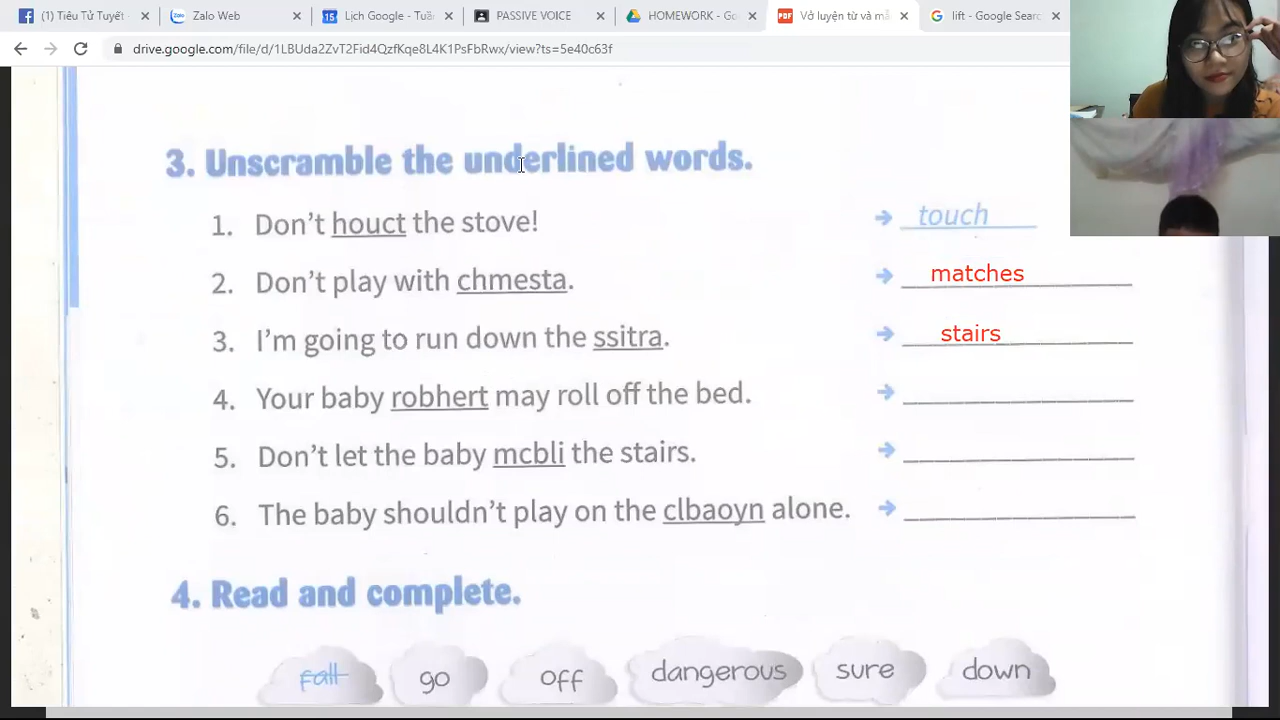 (1) Tiên, Tử Tuyết
Zalo Web
Lịch Google - Tuầ
PASSIVE VOICE
HOMEWORK -
PDF Vở luyện từ và mẫ
lift - Google Searc
drive.google.com/file/d/1LBUda2ZvT2Fid4QzfKqe8L4K1PsFbRwx/view?ts=5e40c63f
3. Unscramble the underlined words.
1. Don't houct the stove! touch
2. Don't play with chmesta. matches
3. I'm going to run down the ssitra. stairs
4. Your baby robhert may roll off the bed.
5. Don't let the baby mcbli the stairs.
6. The baby shouldn't play on the clbaoyn alone.
4. Read and complete.
fall go off dangerous sure down